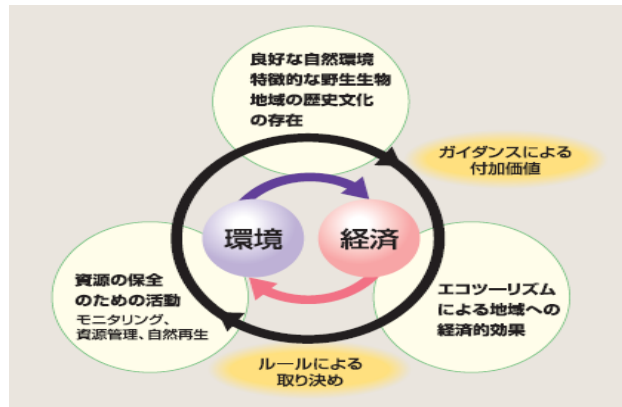 良好な自然環境
特徴的な野生生物
地域の歴史文化
の存在
ガイダンスによる
付加価値
環境
経済
資源の保全
のための活動
モニタリング、
資源管理、自然再生
エコツーリズム
による地域への
経済的効果
ルールによる
取り決め